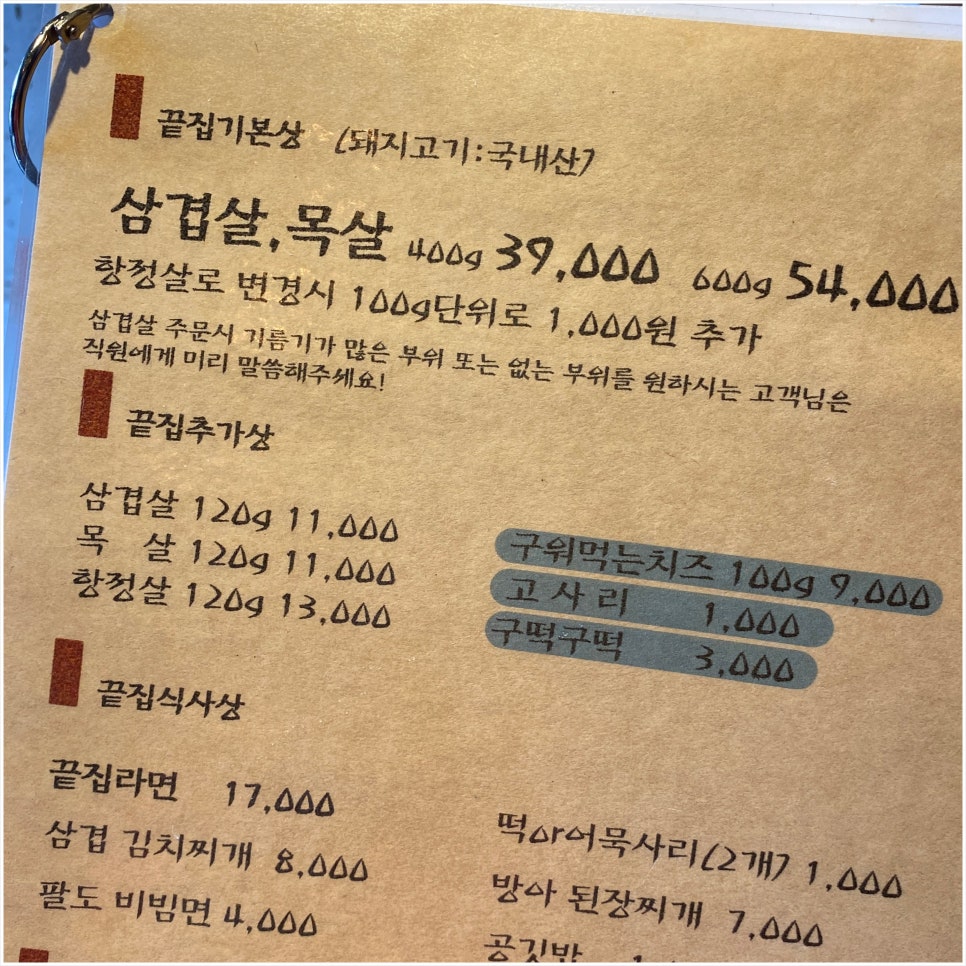 끝집기본상 (돼지고기:국내산)
삼겹살,목살 400g 39,000 600g 54,000
항정살로 변경시 100g단위로 1,000원 추가
삼겹살 주문시 기름기가 많은 부위 또는 없는 부위를 원하시는 고객님은
직원에게 미리 말씀해주세요!
끝집추가상
삼겹살 120g 11,000
목 살 120g 11,000
항정살 120g 13,000
구워먹는치즈 100g 9,000
고사리 1,000
구떡구떡 3,000
끝집식사상
끝집라면 17,000
삼겹 김치찌개 8,000
팔도 비빔면 4,000
떡or어묵사리(2개) 1,000
방아 된장찌개 7,000
공깃밥